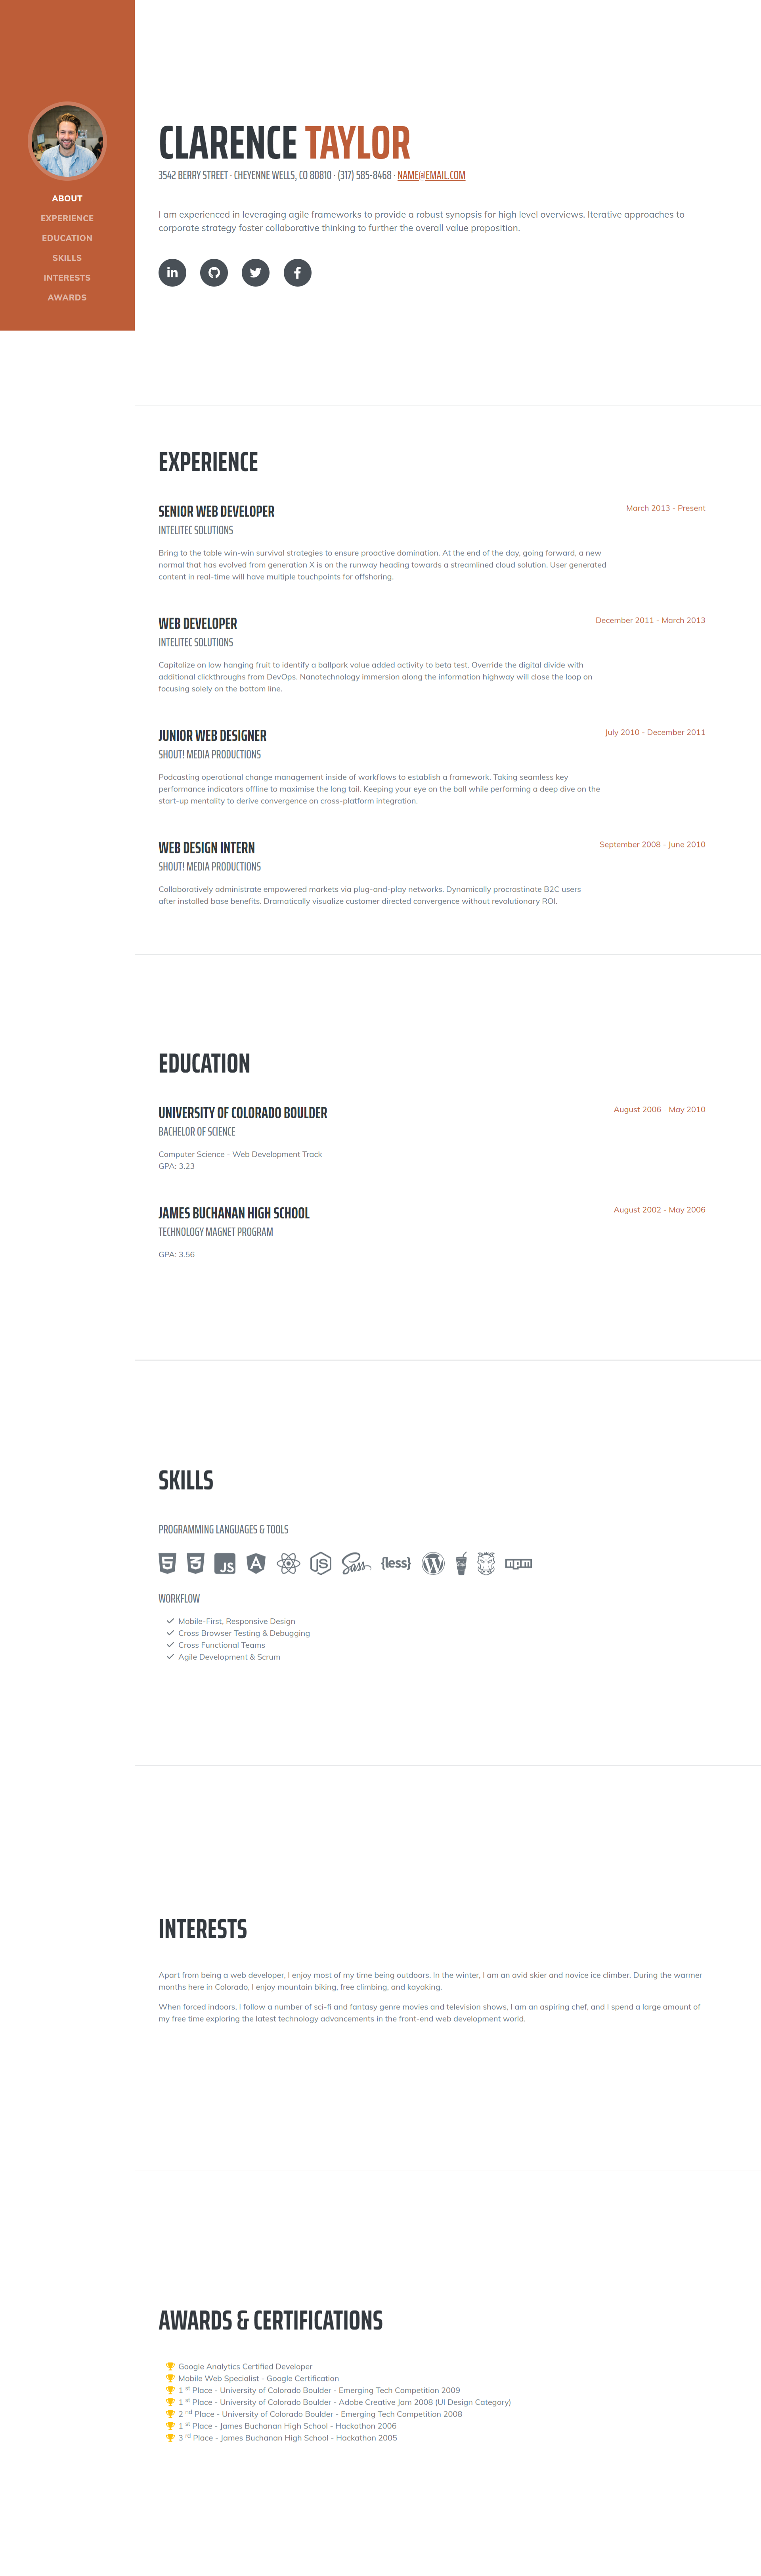 ABOUT
EXPERIENCE
EDUCATION
SKILLS
INTERESTS
AWARDS
CLARENCE TAYLOR
3542 BERRY STREET · CHEYENNE WELLS, CO 80810 · (317) 585-8468 · NAME@EMAIL.COM
I am experienced in leveraging agile frameworks to provide a robust synopsis for high level overviews. Iterative approaches to
corporate strategy foster collaborative thinking to further the overall value proposition.
EXPERIENCE
SENIOR WEB DEVELOPER
March 2013 - Present
INTELITEC SOLUTIONS
Bring to the table win-win survival strategies to ensure proactive domination. At the end of the day, going forward, a new
normal that has evolved from generation X is on the runway heading towards a streamlined cloud solution. User generated
content in real-time will have multiple touchpoints for offshoring.
WEB DEVELOPER
December 2011 - March 2013
INTELITEC SOLUTIONS
Capitalize on low hanging fruit to identify a ballpark value added activity to beta test. Override the digital divide with
additional clickthroughs from DevOps. Nanotechnology immersion along the information highway will close the loop on
focusing solely on the bottom line.
JUNIOR WEB DESIGNER
July 2010 - December 2011
SHOUT! MEDIA PRODUCTIONS
Podcasting operational change management inside of workflows to establish a framework. Taking seamless key
performance indicators offline to maximise the long tail. Keeping your eye on the ball while performing a deep dive on the
start-up mentality to derive convergence on cross-platform integration.
WEB DESIGN INTERN
September 2008 - June 2010
SHOUT! MEDIA PRODUCTIONS
Collaboratively administrate empowered markets via plug-and-play networks. Dynamically procrastinate B2C users
after installed base benefits. Dramatically visualize customer directed convergence without revolutionary ROI.
EDUCATION
UNIVERSITY OF COLORADO BOULDER
August 2006 - May 2010
BACHELOR OF SCIENCE
Computer Science - Web Development Track
GPA: 3.23
JAMES BUCHANAN HIGH SCHOOL
August 2002 - May 2006
TECHNOLOGY MAGNET PROGRAM
GPA: 3.56
SKILLS
PROGRAMMING LANGUAGES & TOOLS
5 3 JS A JS Sass {less} W npm
WORKFLOW
Mobile-First, Responsive Design
Cross Browser Testing & Debugging
Cross Functional Teams
Agile Development & Scrum
INTERESTS
Apart from being a web developer, I enjoy most of my time being outdoors. In the winter, I am an avid skier and novice ice climber. During the warmer
months here in Colorado, I enjoy mountain biking, free climbing, and kayaking.
When forced indoors, I follow a number of sci-fi and fantasy genre movies and television shows, I am an aspiring chef, and I spend a large amount of
my free time exploring the latest technology advancements in the front-end web development world.
AWARDS & CERTIFICATIONS
Google Analytics Certified Developer
Mobile Web Specialist - Google Certification
1 st Place - University of Colorado Boulder - Emerging Tech Competition 2009
1 st Place - University of Colorado Boulder - Adobe Creative Jam 2008 (UI Design Category)
2 nd Place - University of Colorado Boulder - Emerging Tech Competition 2008
1 st Place - James Buchanan High School - Hackathon 2006
3 rd Place - James Buchanan High School - Hackathon 2005